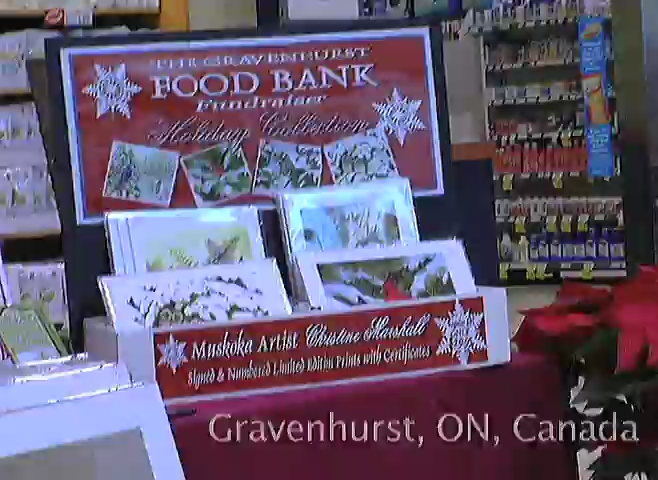 THE GRAVENHURST
FOOD BANK
Fundraiser
Holiday Collection
Muskoka Artist Christine Marshall
Signed & Numbered Limited Edition Prints with Certificates
Gravenhurst, ON, Canada